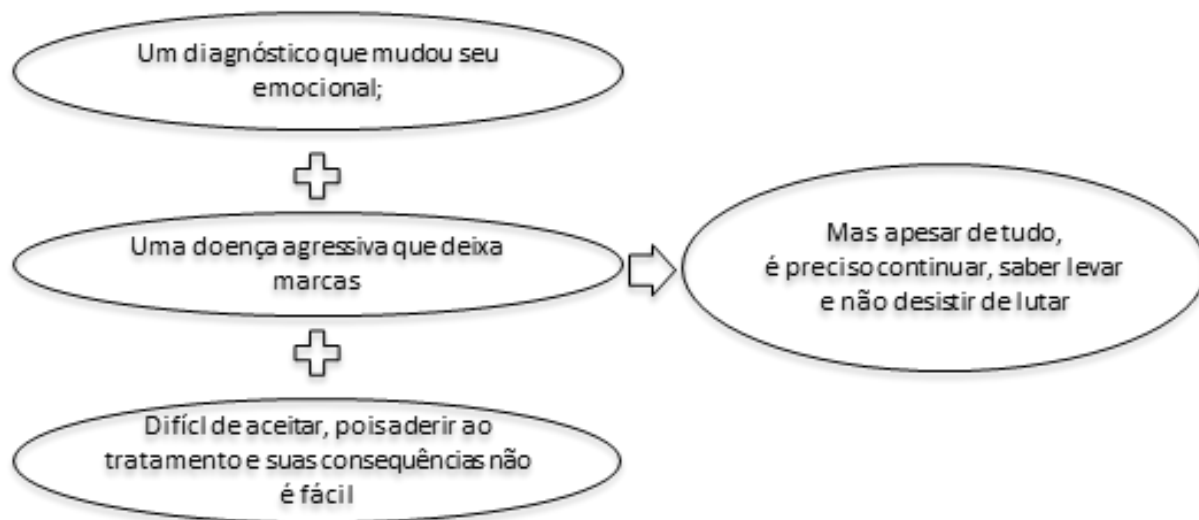 Um diagnóstico que mudou seu
emocional;
Uma doença agressiva que deixa
marcas
Difícl de aceitar, pois aderir ao
tratamento e suas consequências não
é fácil
Mas apesar de tudo,
é preciso continuar, saber levar
e não desistir de lutar